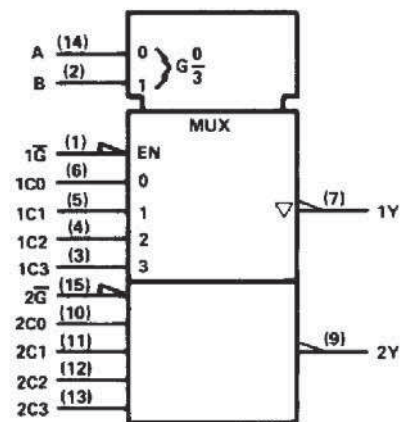 A (14) 0 G 0/3
B (2) 1
MUX
1G̅ (1) EN
1C0 (6) 0
1C1 (5) 1 ▽ (7) 1Y
1C2 (4) 2
1C3 (3) 3
2G̅ (15)
2C0 (10)
2C1 (11) (9) 2Y
2C2 (12)
2C3 (13)